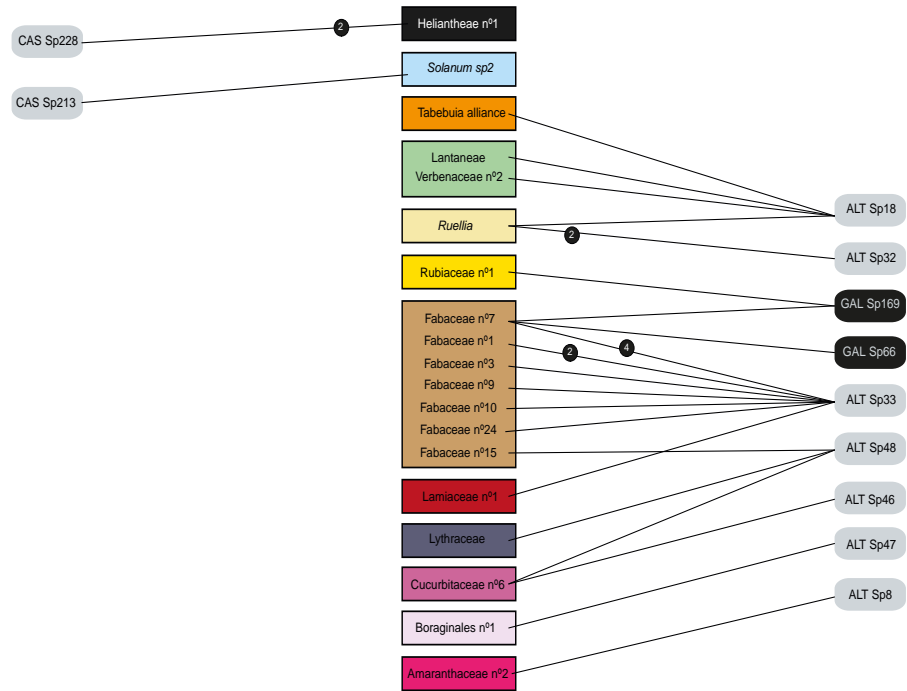 2
Heliantheae nº1
CAS Sp228
Solanum sp2
CAS Sp213
Tabebuia alliance
Lantaneae
Verbenaceae nº2
ALT Sp18
Ruellia
2
ALT Sp32
Rubiaceae nº1
GAL Sp169
Fabaceae nº7
Fabaceae nº1
2
4
GAL Sp66
Fabaceae nº3
Fabaceae nº9
ALT Sp33
Fabaceae nº10
Fabaceae nº24
Fabaceae nº15
ALT Sp48
Lamiaceae nº1
ALT Sp46
Lythraceae
ALT Sp47
Cucurbitaceae nº6
ALT Sp8
Boraginales nº1
Amaranthaceae nº2